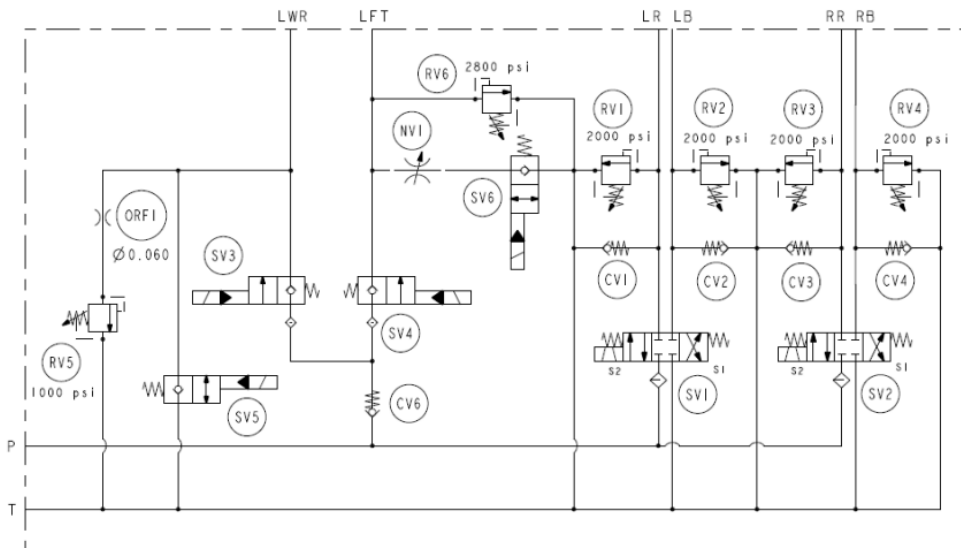 LWR LFT LR LB RR RB
RV6 2800 psi
RV1 RV2 RV3 RV4
2000 psi 2000 psi 2000 psi 2000 psi
NV1
SV6
ORF1
Ø0.060
SV3
SV4
CV1 CV2 CV3 CV4
RV5
1000 psi
SV5
CV6
S2 S1 S2 S1
SV1 SV2
P
T